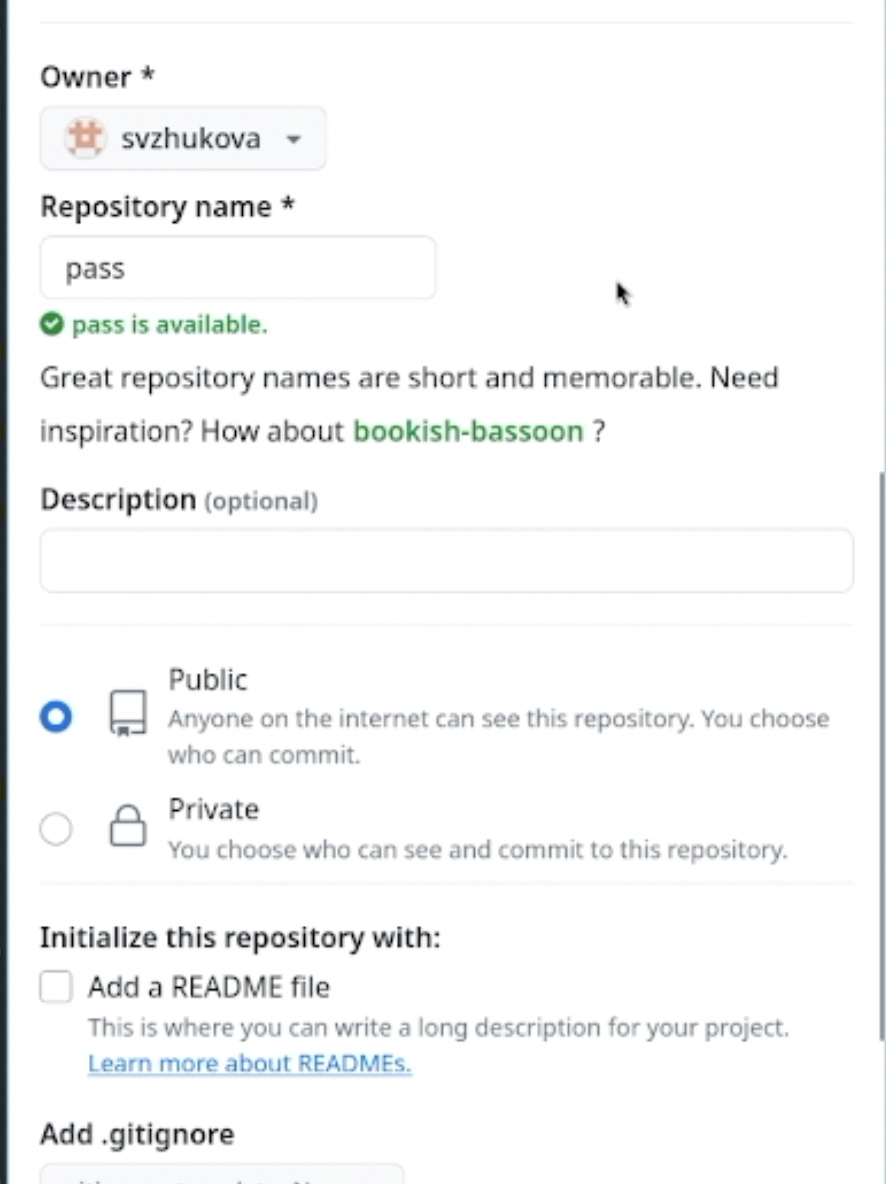 Owner *
svzhukova
Repository name *
pass
pass is available.
Great repository names are short and memorable. Need
inspiration? How about bookish-bassoon ?
Description (optional)
Public
Anyone on the internet can see this repository. You choose
who can commit.
Private
You choose who can see and commit to this repository.
Initialize this repository with:
Add a README file
This is where you can write a long description for your project.
Learn more about READMEs.
Add .gitignore